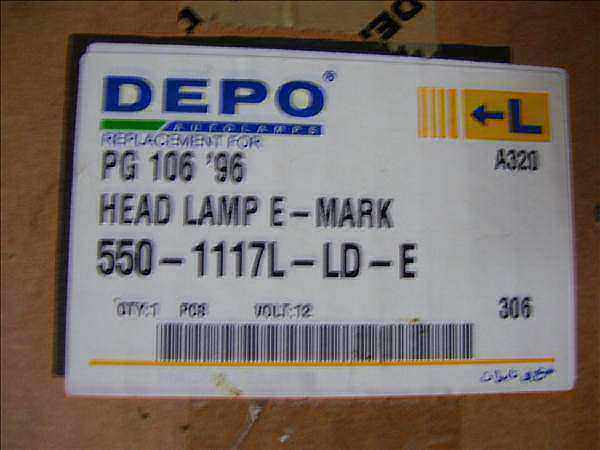 DEPO®
AUTOLAMPS
REPLACEMENT FOR:
L
PG 106 '96
A320
HEAD LAMP E-MARK
550-1117L-LD-E
QTY:1 PCS VOLT:12
306
DEPO